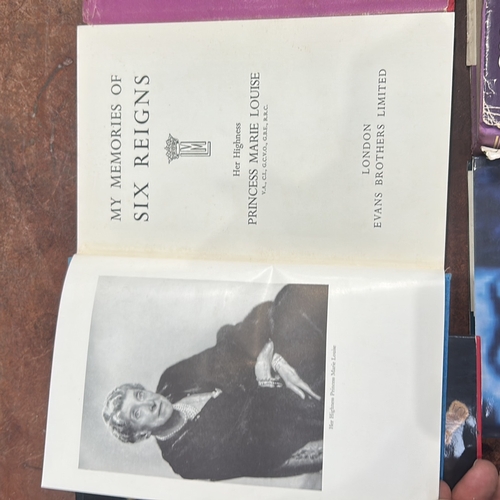 MY MEMORIES OF
SIX REIGNS
Her Highness
PRINCESS MARIE LOUISE
V.A., C.I., G.C.V.O., G.B.E., R.R.C.
LONDON
EVANS BROTHERS LIMITED
Her Highness Princess Marie Louise